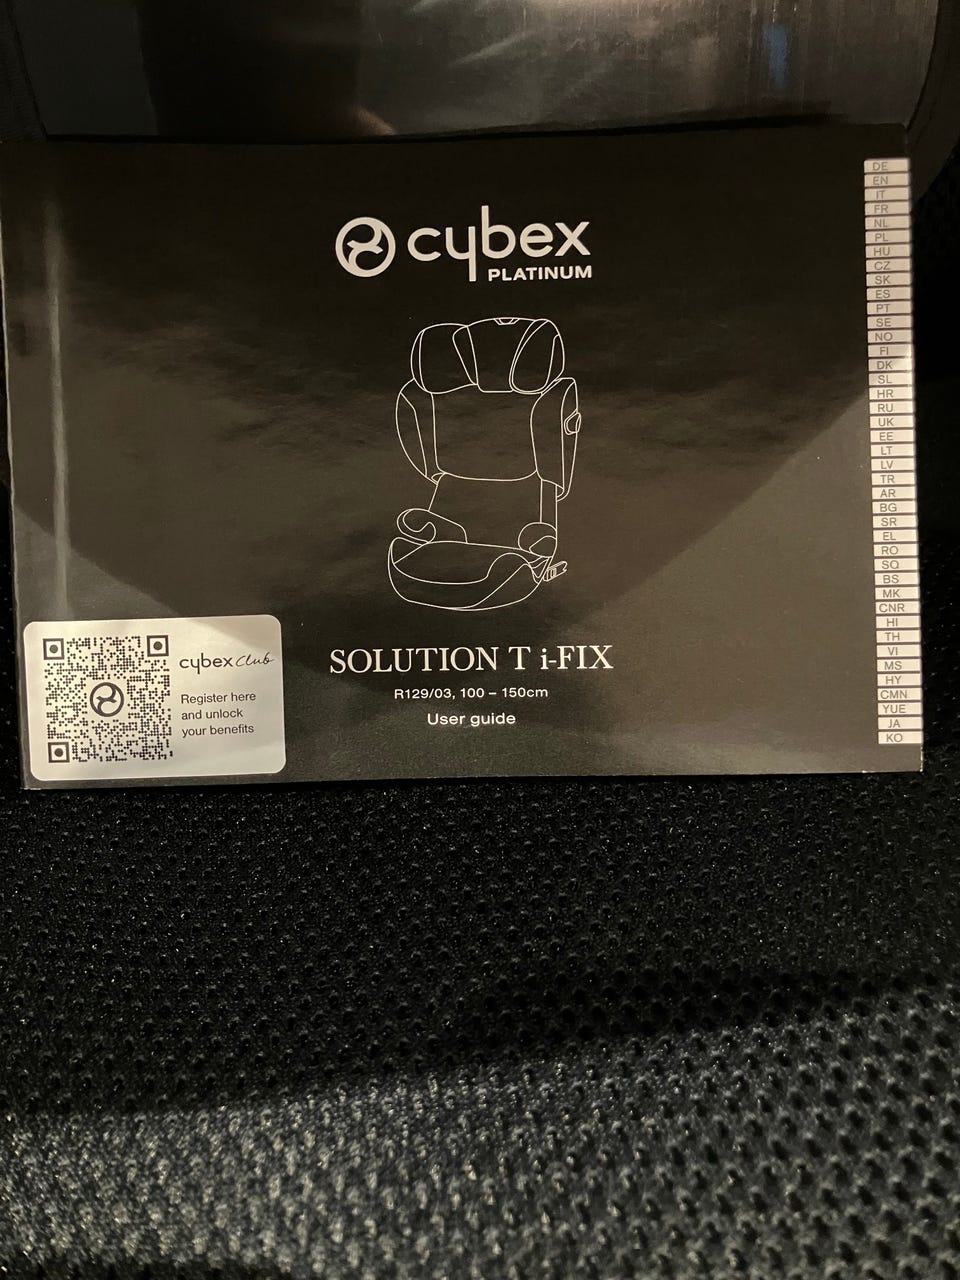 cybex
PLATINUM
SOLUTION T i-FIX
R129/03, 100 – 150cm
User guide
cybex Club
Register here
and unlock
your benefits
DE
EN
IT
FR
NL
PL
HU
CZ
SK
ES
PT
SE
NO
FI
DK
SL
HR
RU
UK
EE
LT
LV
TR
AR
BG
SR
EL
RO
SQ
BS
MK
CNR
HI
TH
VI
MS
HY
CMN
YUE
JA
KO